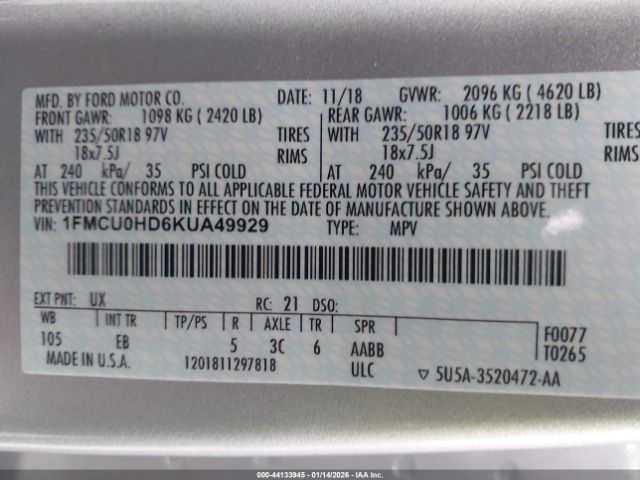 MFD. BY FORD MOTOR CO. DATE: 11/18 GVWR: 2096 KG ( 4620 LB)
FRONT GAWR: 1098 KG ( 2420 LB) REAR GAWR: 1006 KG ( 2218 LB)
WITH 235/50R18 97V TIRES WITH 235/50R18 97V TIRES
18x7.5J RIMS 18x7.5J RIMS
AT 240 kPa/ 35 PSI COLD AT 240 kPa/ 35 PSI COLD
THIS VEHICLE CONFORMS TO ALL APPLICABLE FEDERAL MOTOR VEHICLE SAFETY AND THEFT
PREVENTION STANDARDS IN EFFECT ON THE DATE OF MANUFACTURE SHOWN ABOVE.
VIN: 1FMCU0HD6KUA49929 TYPE: MPV
EXT PNT: UX RC: 21 DSO:
WB INT TR TP/PS R AXLE TR SPR F0077
105 EB 5 3C 6 AABB T0265
MADE IN U.S.A. 1201811297818 ULC ▽ 5U5A-3520472-AA
000-44133945 - 01/14/2026 - IAA Inc.